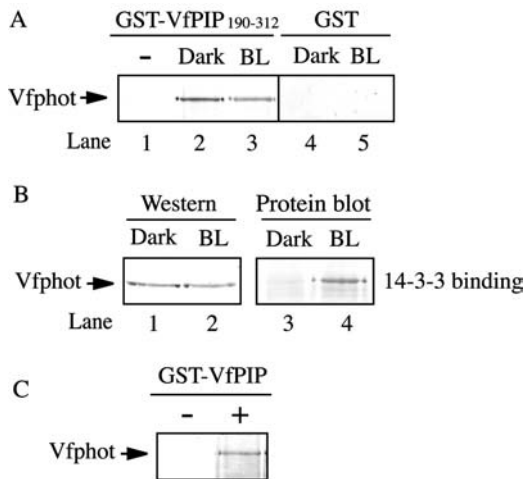 A
GST-VfPIP190-312 GST
– Dark BL Dark BL
Vfphot
Lane 1 2 3 4 5
B
Western Protein blot
Dark BL Dark BL
Vfphot 14-3-3 binding
Lane 1 2 3 4
C
GST-VfPIP
– +
Vfphot